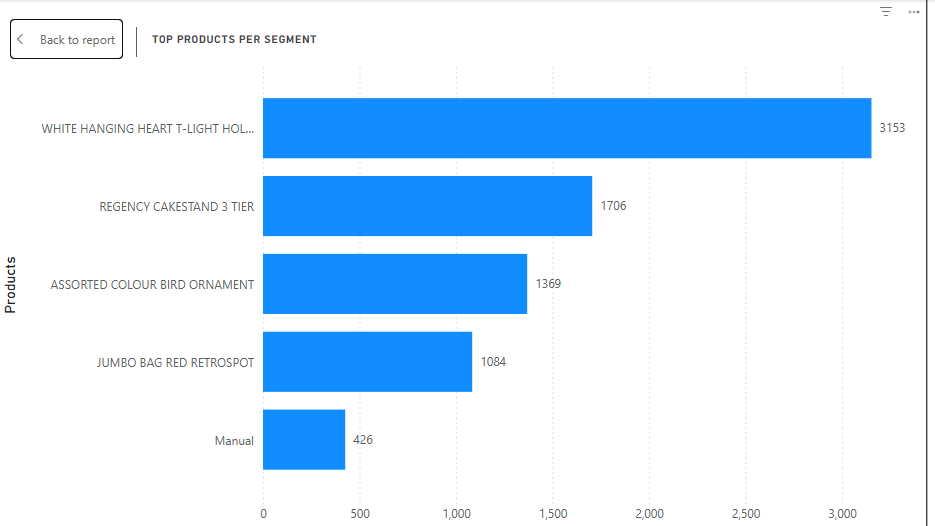 Back to report
TOP PRODUCTS PER SEGMENT
Products
WHITE HANGING HEART T-LIGHT HOL... 3153
REGENCY CAKESTAND 3 TIER 1706
ASSORTED COLOUR BIRD ORNAMENT 1369
JUMBO BAG RED RETROSPOT 1084
Manual 426
0 500 1,000 1,500 2,000 2,500 3,000